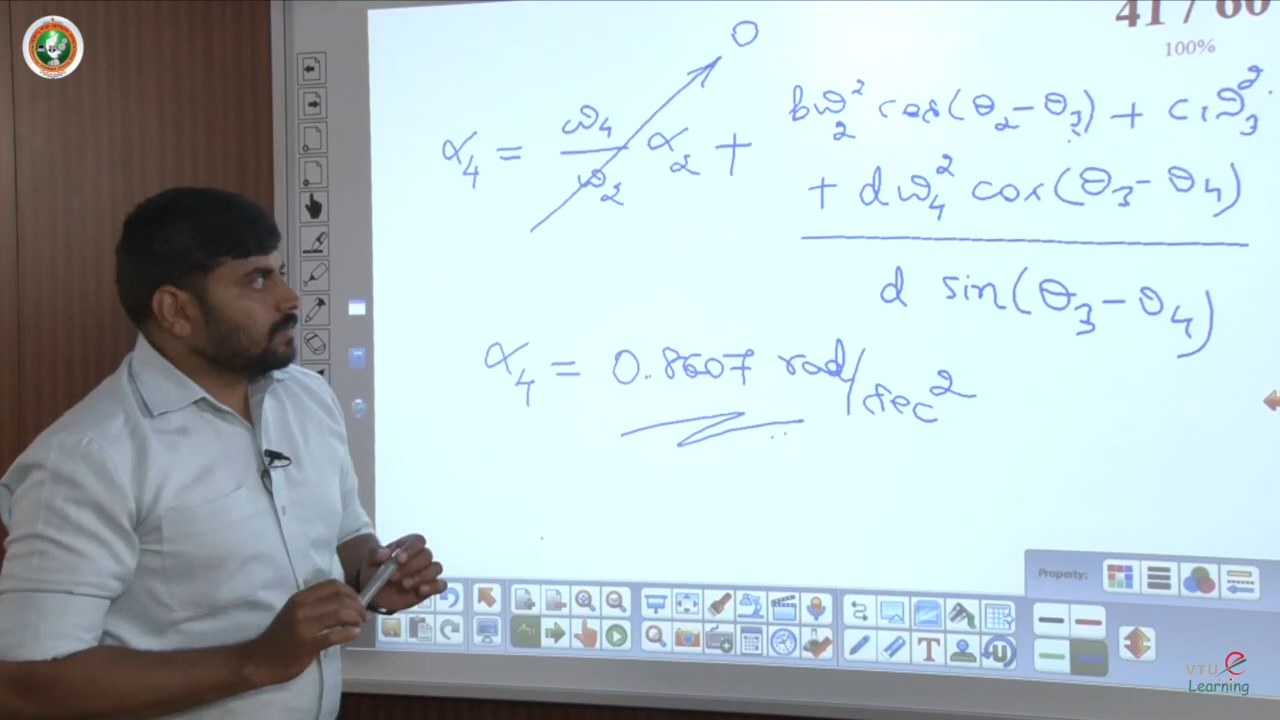 41 / 60
100%
0
α₄ = ω₄/ω₂ α₂ + bω₂² cos(θ₂ − θ₃) + cω₃²
+ dω₄² cos(θ₃ − θ₄)
d sin(θ₃ − θ₄)
α₄ = 0.8607 rad/sec²
Property:
T
VTU e
Learning